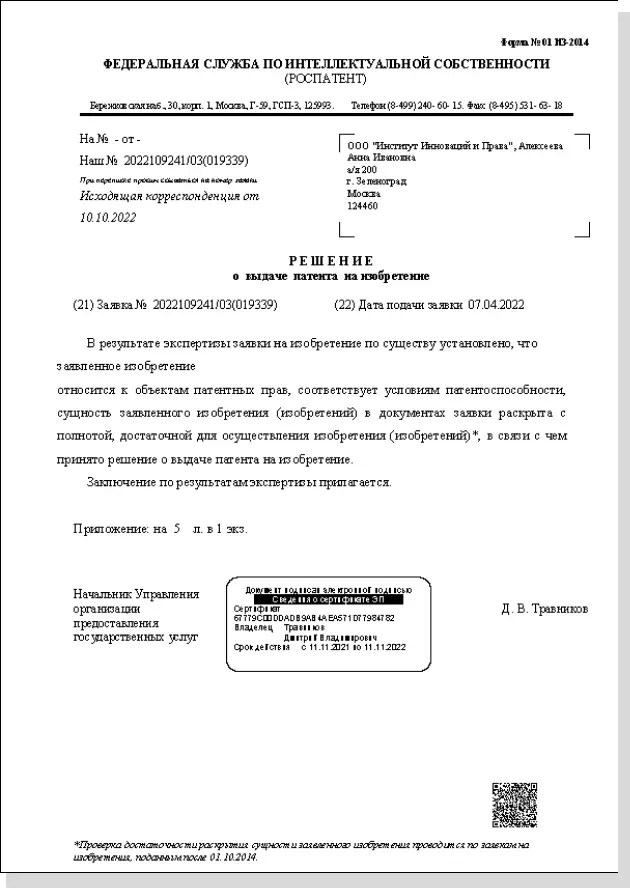 Форма № 01 ИЗ-2014
ФЕДЕРАЛЬНАЯ СЛУЖБА ПО ИНТЕЛЛЕКТУАЛЬНОЙ СОБСТВЕННОСТИ
(РОСПАТЕНТ)
Бережковская наб., 30, корп. 1, Москва, Г-59, ГСП-3, 125993. Телефон (8-499) 240- 60- 15. Факс (8-495) 531- 63- 18
На № - от -
Наш № 2022109241/03(019339)
При переписке просим ссылаться на номер заявки
Исходящая корреспонденция от
10.10.2022
ООО "Институт Инноваций и Права", Алексеева
Анна Ивановна
а/я 200
г. Зеленоград
Москва
124460
РЕШЕНИЕ
о выдаче патента на изобретение
(21) Заявка № 2022109241/03(019339) (22) Дата подачи заявки 07.04.2022
В результате экспертизы заявки на изобретение по существу установлено, что
заявленное изобретение
относится к объектам патентных прав, соответствует условиям патентоспособности,
сущность заявленного изобретения (изобретений) в документах заявки раскрыта с
полнотой, достаточной для осуществления изобретения (изобретений)*, в связи с чем
принято решение о выдаче патента на изобретение.
Заключение по результатам экспертизы прилагается.
Приложение: на 5 л. в 1 экз.
Начальник Управления
организации
предоставления
государственных услуг
Документ подписан электронной подписью
Сведения о сертификате ЭП
Сертификат
Владелец Травников
Дмитрий Владимирович
Срок действия с 11.11.2021 по 11.11.2022
Д. В. Травников
*Проверка достаточности раскрытия сущности заявленного изобретения проводится по заявкам на
изобретения, поданным после 01.10.2014.